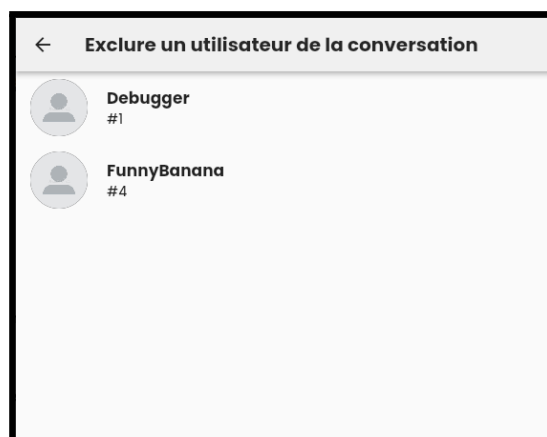 Exclure un utilisateur de la conversation
Debugger
#1
FunnyBanana
#4